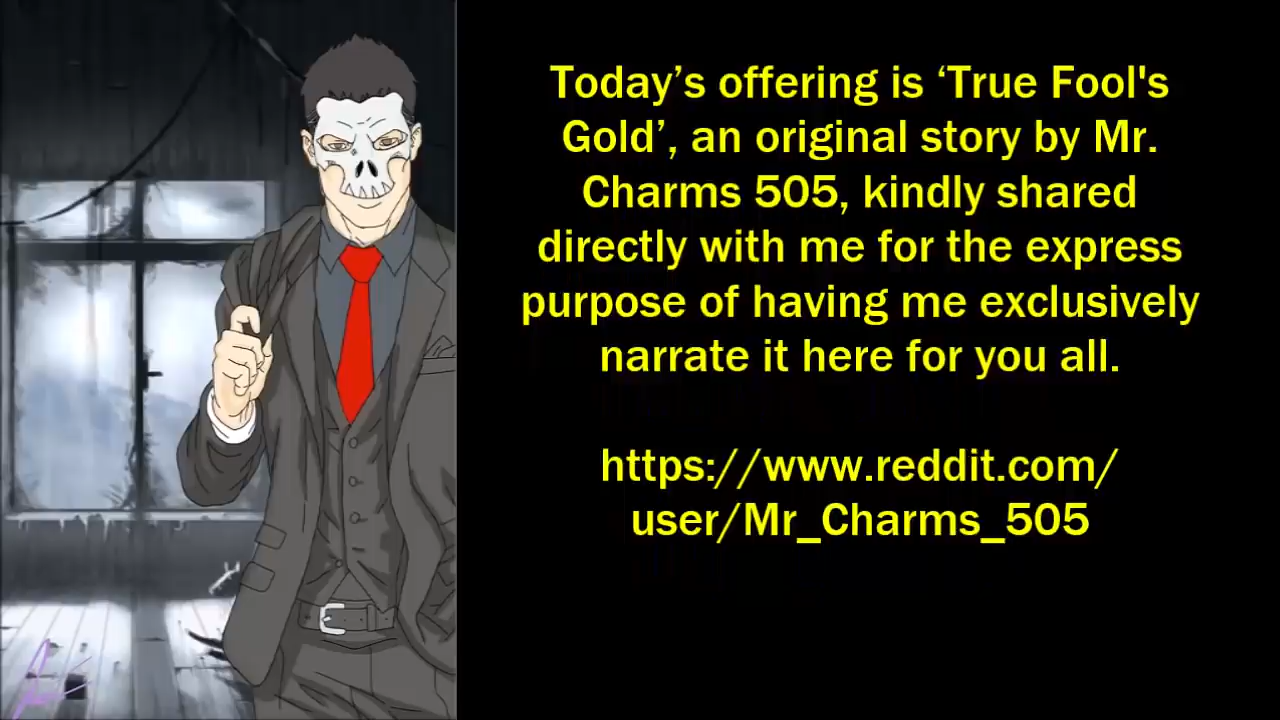 Today’s offering is ‘True Fool's
Gold’, an original story by Mr.
Charms 505, kindly shared
directly with me for the express
purpose of having me exclusively
narrate it here for you all.
https://www.reddit.com/
user/Mr_Charms_505